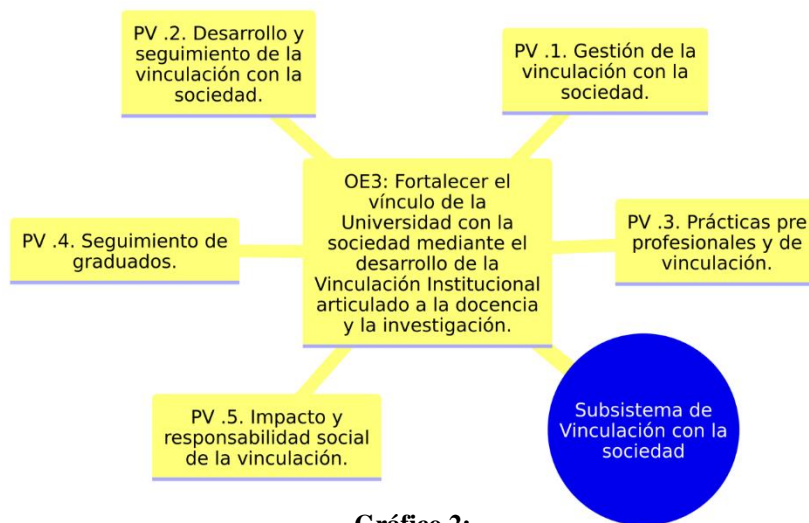 PV .2. Desarrollo y
seguimiento de la
vinculación con la
sociedad.
PV .1. Gestión de la
vinculación con la
sociedad.
OE3: Fortalecer el
vínculo de la
Universidad con la
sociedad mediante el
desarrollo de la
Vinculación Institucional
articulado a la docencia
y la investigación.
PV .4. Seguimiento de
graduados.
PV .3. Prácticas pre
profesionales y de
vinculación.
PV .5. Impacto y
responsabilidad social
de la vinculación.
Subsistema de
Vinculación con la
sociedad
Gráfico 2: